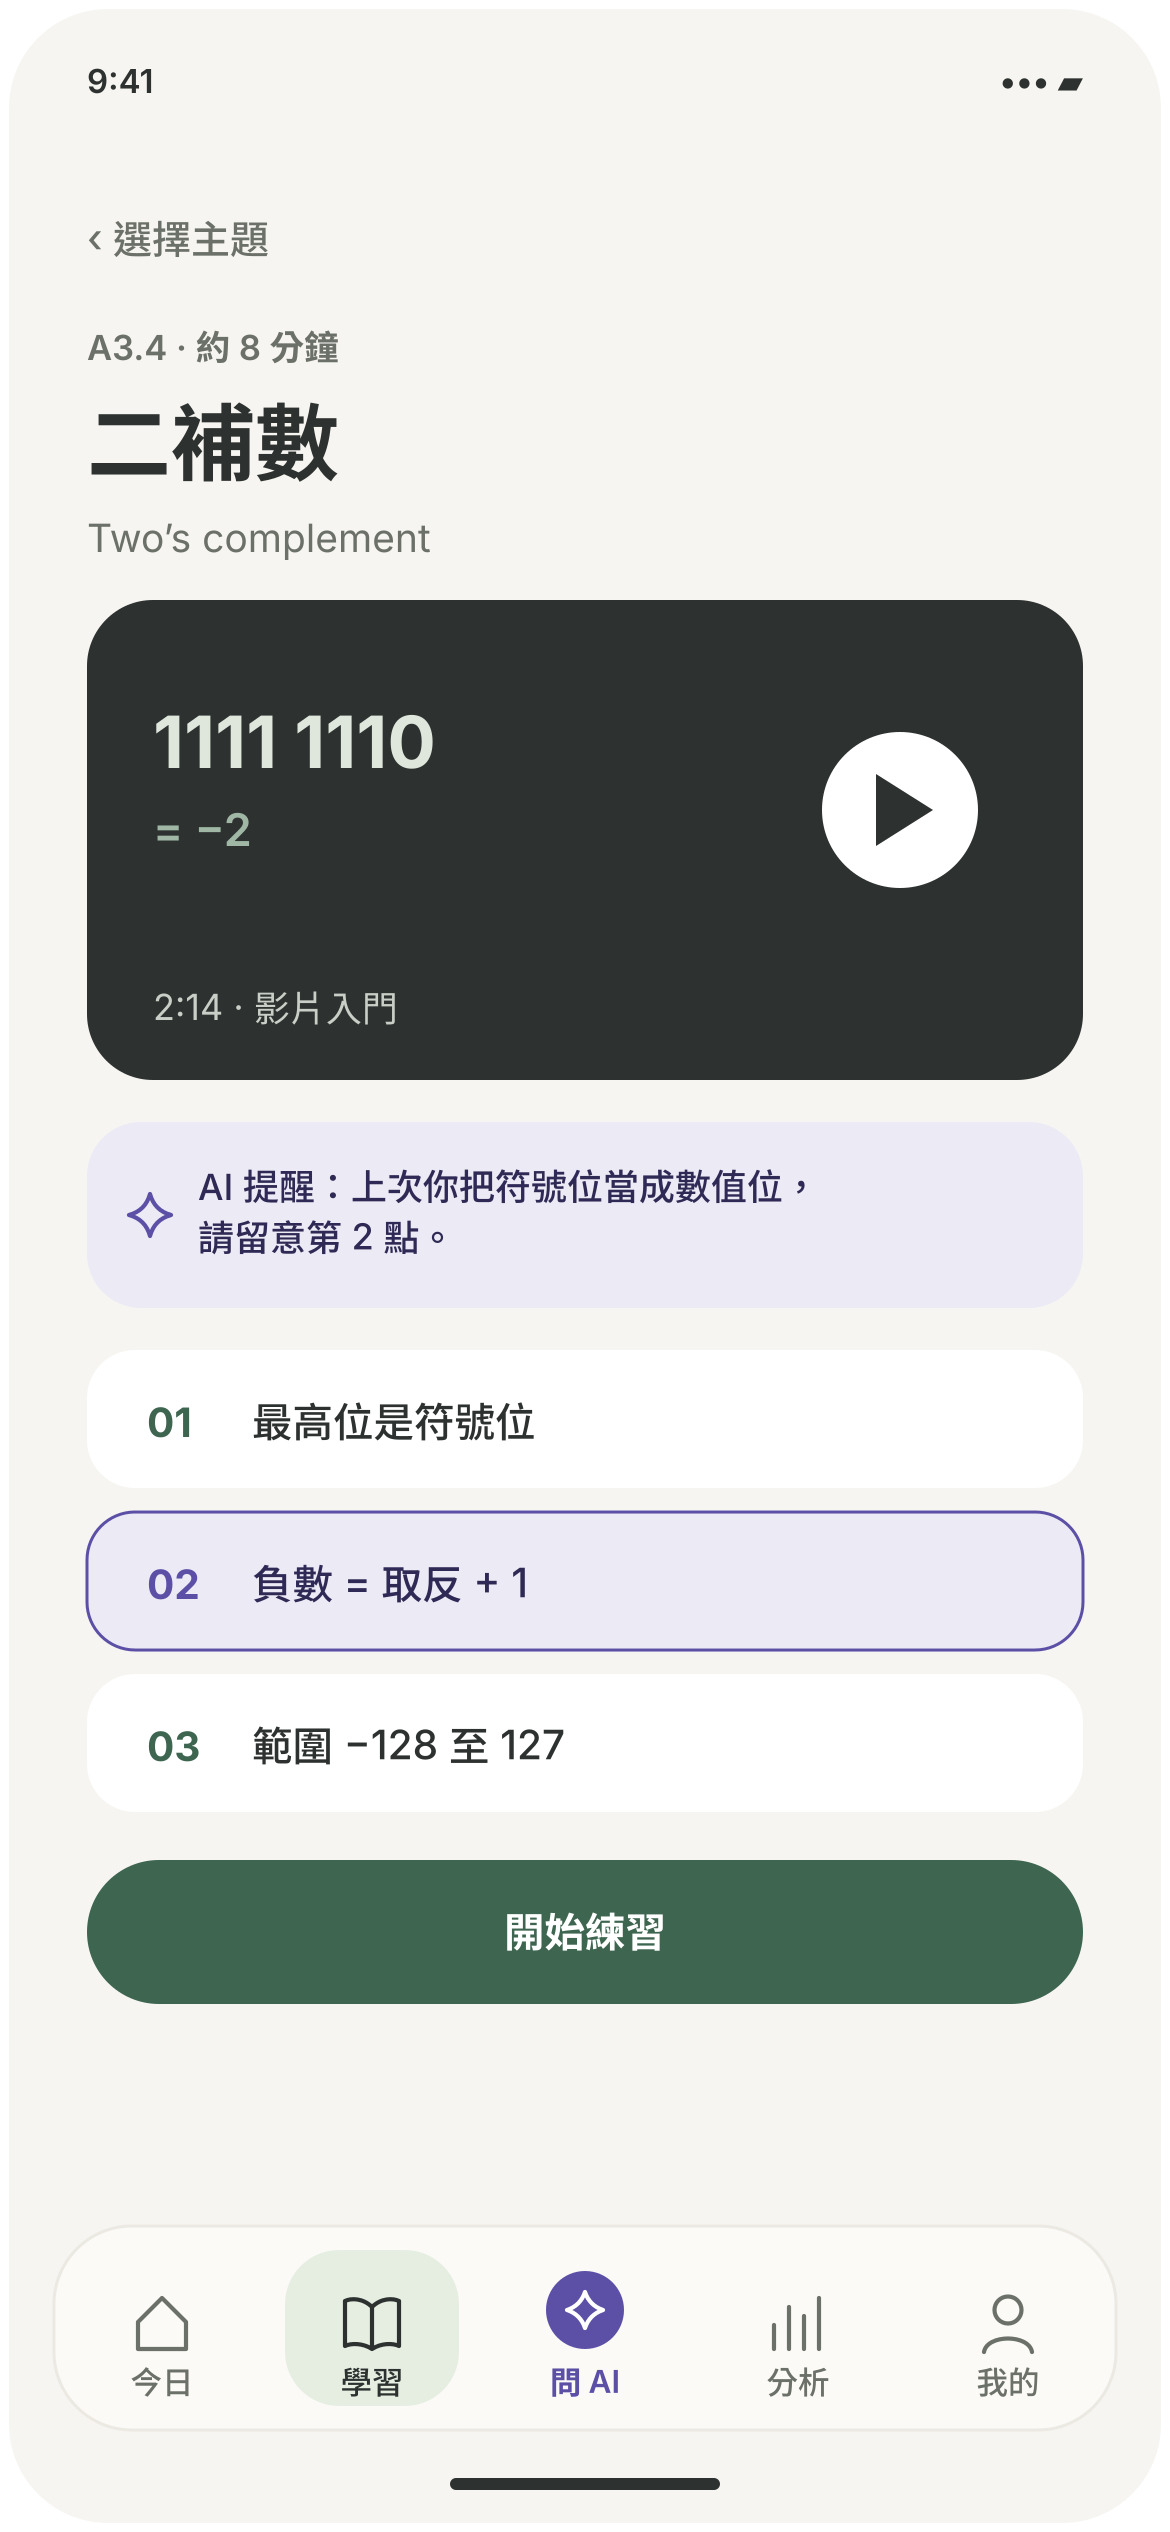 9:41
‹ 選擇主題
A3.4 · 約 8 分鐘
二補數
Two’s complement
1111 1110
= −2
2:14 · 影片入門
AI 提醒：上次你把符號位當成數值位，
請留意第 2 點。
01 最高位是符號位
02 負數 = 取反 + 1
03 範圍 −128 至 127
開始練習
今日 學習 問 AI 分析 我的